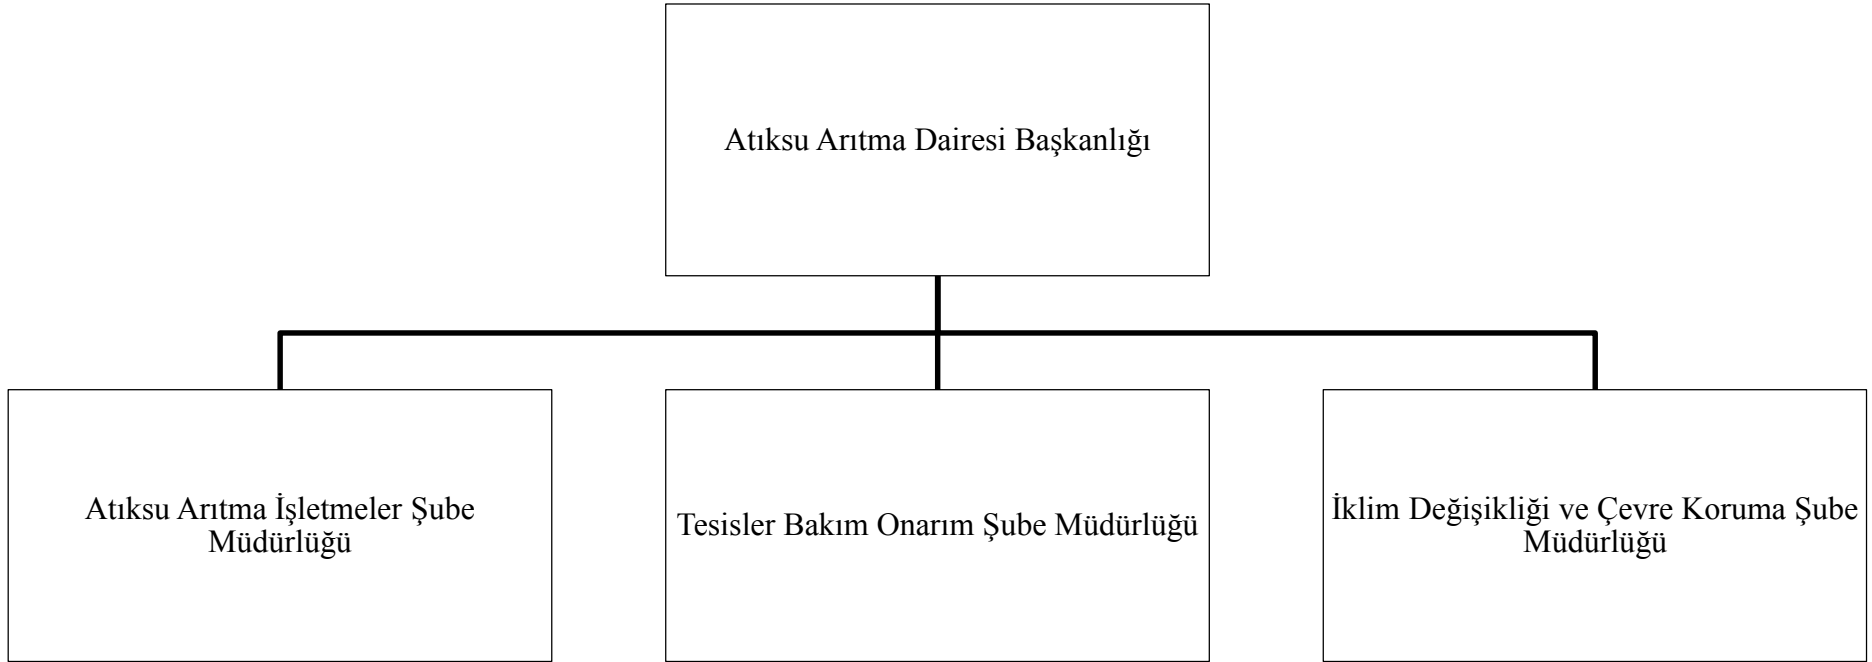 Atıksu Arıtma Dairesi Başkanlığı
Atıksu Arıtma İşletmeler Şube
Müdürlüğü
Tesisler Bakım Onarım Şube Müdürlüğü
İklim Değişikliği ve Çevre Koruma Şube
Müdürlüğü